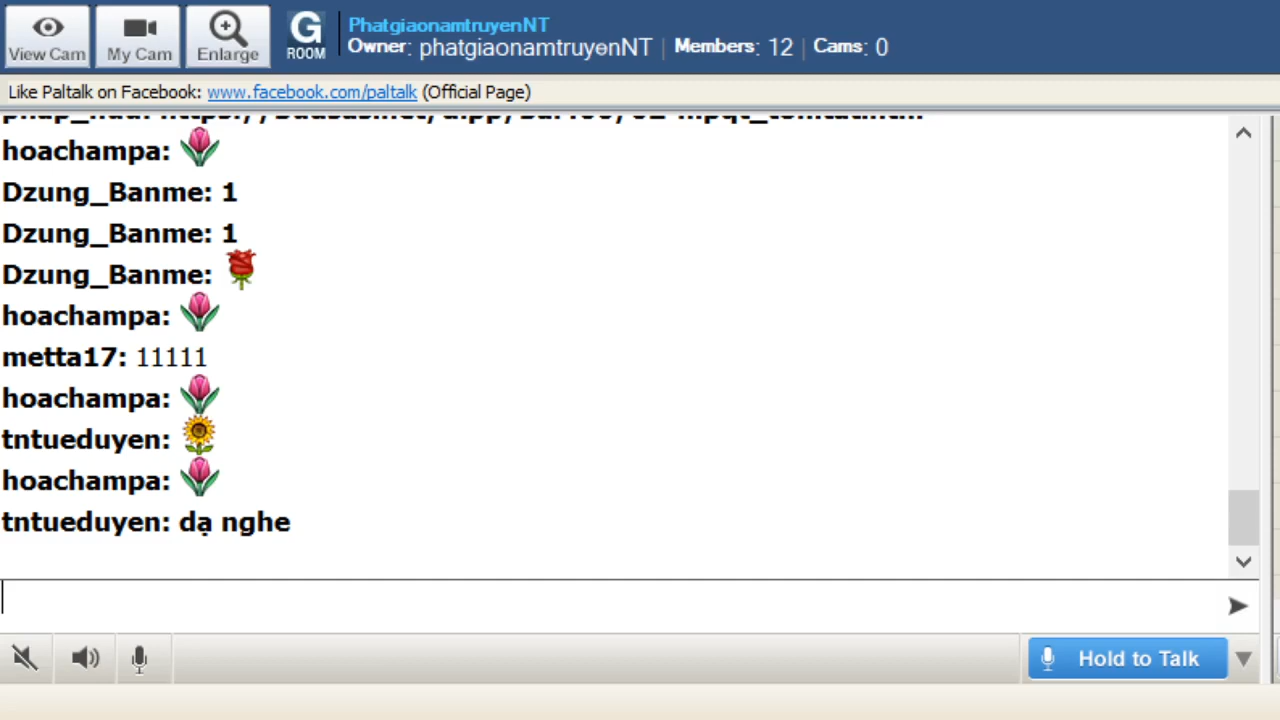 View Cam
My Cam
Enlarge
G
ROOM
PhatgiaonamtruyenNT
Owner: phatgiaonamtruyenNT | Members: 12 | Cams: 0
Like Paltalk on Facebook: www.facebook.com/paltalk (Official Page)
hoachampa:
Dzung_Banme: 1
Dzung_Banme: 1
Dzung_Banme:
hoachampa:
metta17: 11111
hoachampa:
tntueduyen:
hoachampa:
tntueduyen: dạ nghe
Hold to Talk